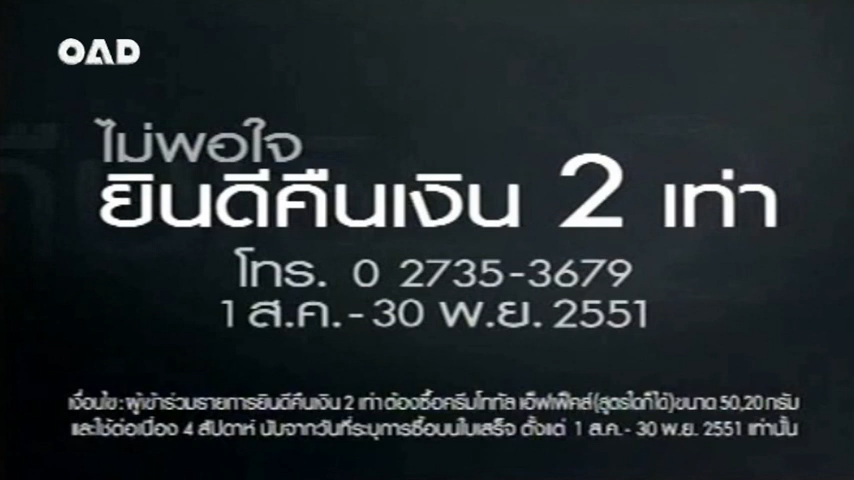 OAD
ไม่พอใจ
ยินดีคืนเงิน 2 เท่า
โทร. 0 2735-3679
1 ส.ค. - 30 พ.ย. 2551
เงื่อนไข : ผู้เข้าร่วมรายการยินดีคืนเงิน 2 เท่า ต้องซื้อครีมโททัล เอ็ฟเฟ็คส์ (สูตรใดก็ได้) ขนาด 50,20 กรัม
และใช้ต่อเนื่อง 4 สัปดาห์ นับจากวันที่ระบุการซื้อบนใบเสร็จ ตั้งแต่ 1 ส.ค. - 30 พ.ย. 2551 เท่านั้น